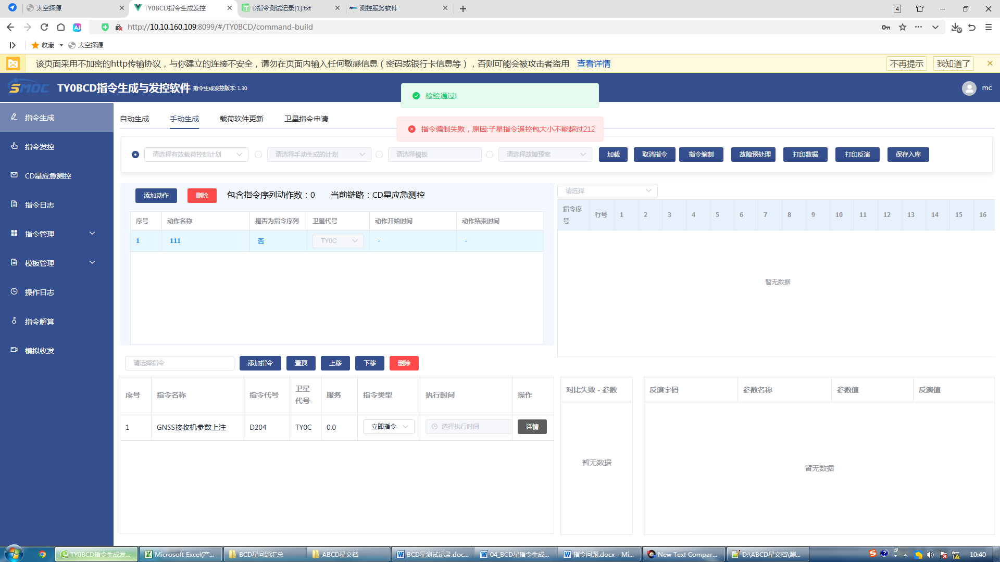 太空探源
TY0BCD指令生成发控
D指令测试记录[1].txt
测控服务软件
4
AI
http://10.10.160.109:8099/#/TY0BCD/command-build
收藏
太空探源
该页面采用不加密的http传输协议，与你建立的连接不安全，请勿在页面内输入任何敏感信息（密码或银行卡信息等），否则可能会被攻击者盗用 查看详情
不再提示
我知道了
SMOC
TY0BCD指令生成与发控软件 指令生成发控版本: 1.30
mc
检验通过!
指令编制失败，原因:子星指令遥控包大小不能超过212
指令生成
指令发控
CD星应急测控
指令日志
指令管理
模板管理
操作日志
指令解算
模拟收发
自动生成
手动生成
载荷软件更新
卫星指令申请
请选择有效载荷控制计划
请选择手动生成的计划
请选择模板
请选择故障预案
加载
取消指令
指令编制
故障预处理
打印数据
打印反演
保存入库
添加动作
删除
包含指令序列动作数：0
当前链路：CD星应急测控
序号 动作名称 是否为指令序列 卫星代号 动作开始时间 动作结束时间
1 111 否 TY0C - -
请选择
指令序号 行号 1 2 3 4 5 6 7 8 9 10 11 12 13 14 15 16
暂无数据
请选择指令
添加指令
置顶
上移
下移
删除
序号 指令名称 指令代号 卫星代号 服务 指令类型 执行时间 操作
1 GNSS接收机参数上注 D204 TY0C 0.0 立即指令 选择执行时间 详情
对比失败 - 参数
暂无数据
反演字码 参数名称 参数值 反演值
暂无数据
TY0BCD指令生成发...
Microsoft Excel(产...
BCD星问题汇总
ABCD星文档
BCD星测试记录.doc...
04_BCD星指令生成...
指令问题.docx - Mi...
New Text Compar...
D:\ABCD星文档\测...
10:40